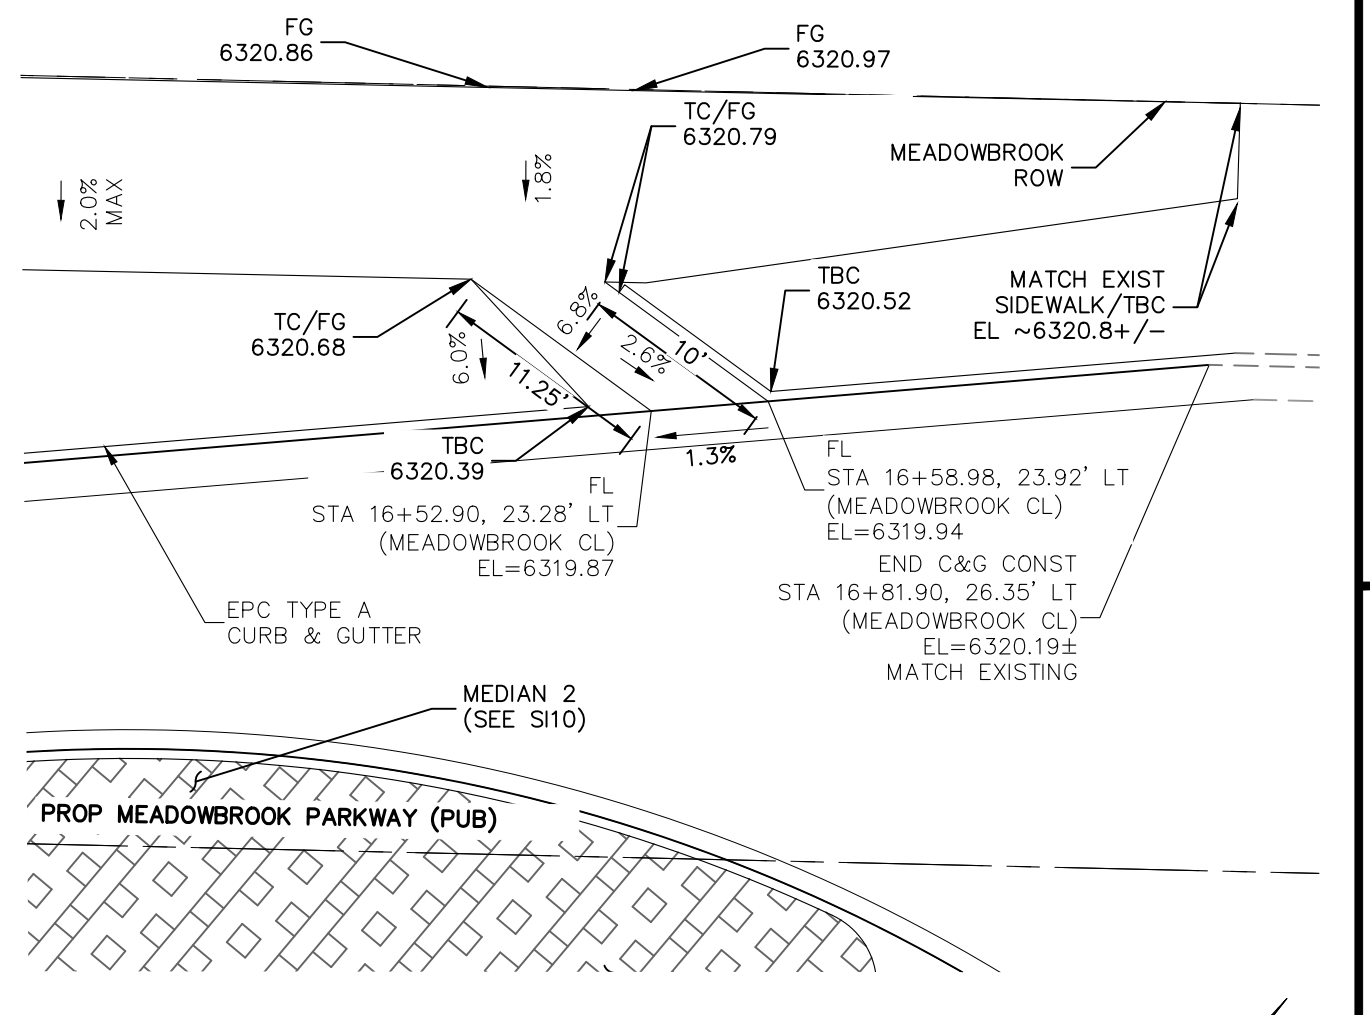 FG
6320.86
FG
6320.97
TC/FG
6320.79
MEADOWBROOK
ROW
2.0%
MAX
1.8%
TBC
6320.52
MATCH EXIST
SIDEWALK/TBC
EL ~6320.8+/-
TC/FG
6320.68
6.0%
6.8%
2.6%
10'
11.25'
TBC
6320.39
1.3%
FL
STA 16+52.90, 23.28' LT
(MEADOWBROOK CL)
EL=6319.87
FL
STA 16+58.98, 23.92' LT
(MEADOWBROOK CL)
EL=6319.94
END C&G CONST
STA 16+81.90, 26.35' LT
(MEADOWBROOK CL)
EL=6320.19±
MATCH EXISTING
EPC TYPE A
CURB & GUTTER
MEDIAN 2
(SEE SI10)
PROP MEADOWBROOK PARKWAY (PUB)